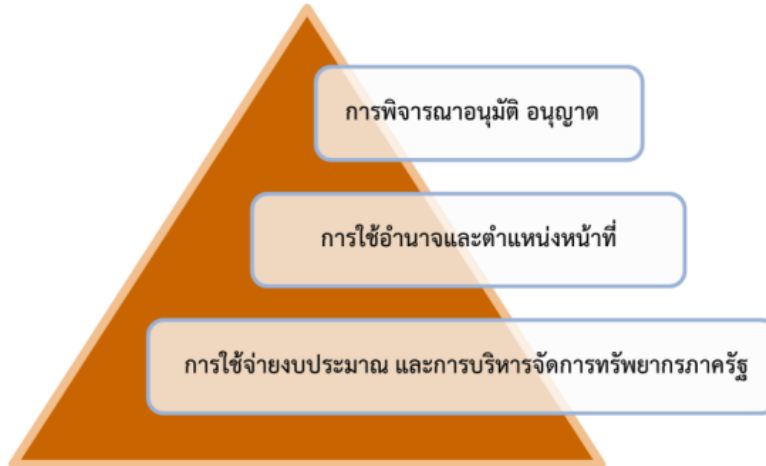 การพิจารณาอนุมัติ อนุญาต
การใช้อำนาจและตำแหน่งหน้าที่
การใช้จ่ายงบประมาณ และการบริหารจัดการทรัพยากรภาครัฐ